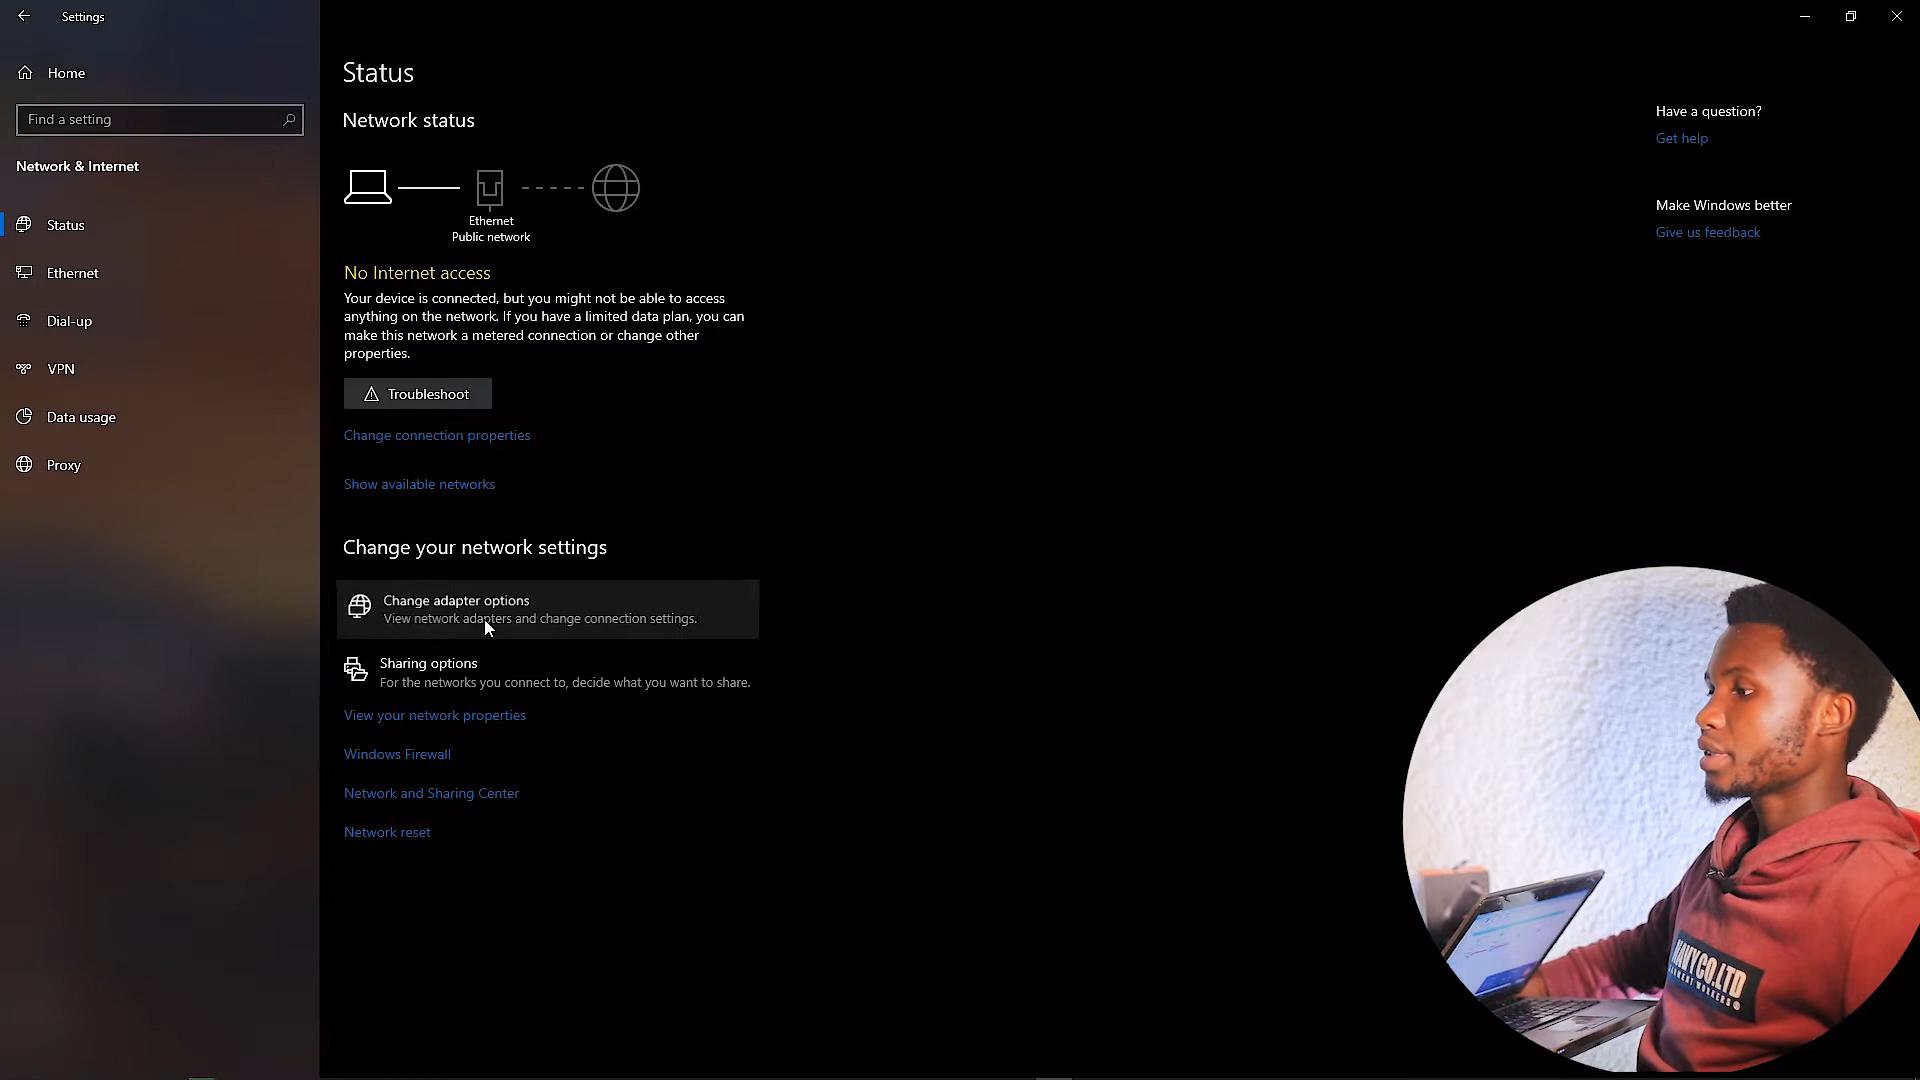 Settings
Home
Find a setting
Network & Internet
Status
Ethernet
Dial-up
VPN
Data usage
Proxy
Status
Network status
Ethernet
Public network
No Internet access
Your device is connected, but you might not be able to access
anything on the network. If you have a limited data plan, you can
make this network a metered connection or change other
properties.
Troubleshoot
Change connection properties
Show available networks
Change your network settings
Change adapter options
View network adapters and change connection settings.
Sharing options
For the networks you connect to, decide what you want to share.
View your network properties
Windows Firewall
Network and Sharing Center
Network reset
Have a question?
Get help
Make Windows better
Give us feedback
NAVYCO.LTD